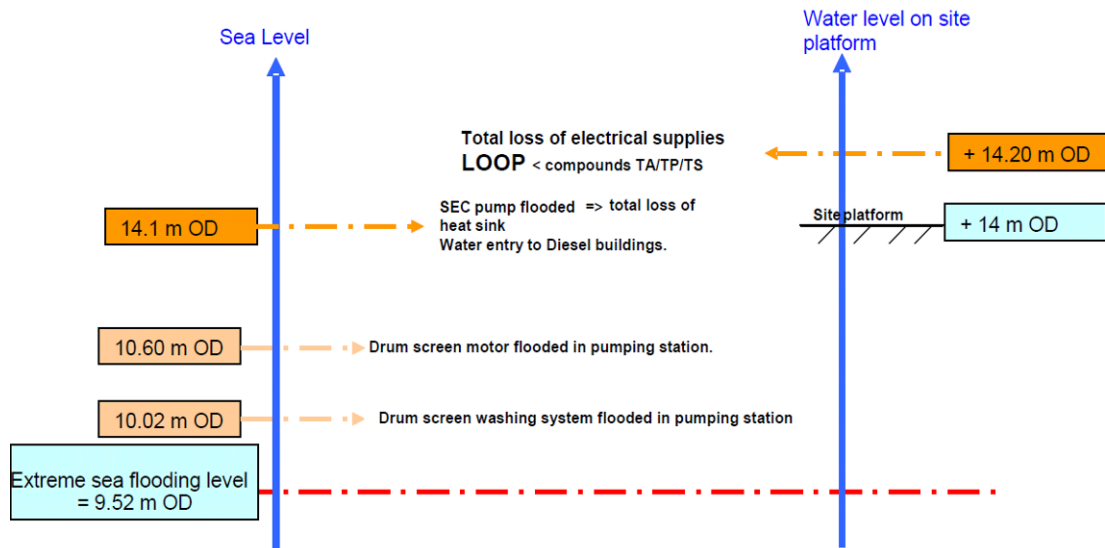 Sea Level
Water level on site
platform
Total loss of electrical supplies
LOOP < compounds TA/TP/TS
+ 14.20 m OD
14.1 m OD
SEC pump flooded => total loss of
heat sink
Water entry to Diesel buildings.
Site platform
+ 14 m OD
10.60 m OD
Drum screen motor flooded in pumping station.
10.02 m OD
Drum screen washing system flooded in pumping station
Extreme sea flooding level
= 9.52 m OD